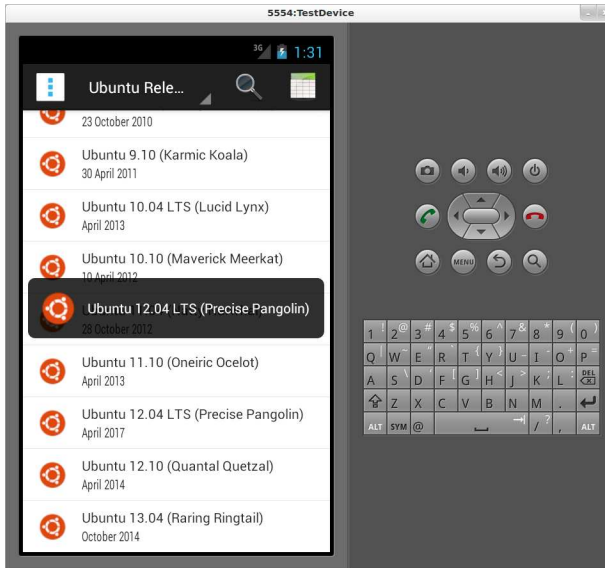 5554:TestDevice
3G 1:31
Ubuntu Rele...
23 October 2010
Ubuntu 9.10 (Karmic Koala)
30 April 2011
Ubuntu 10.04 LTS (Lucid Lynx)
April 2013
Ubuntu 10.10 (Maverick Meerkat)
10 April 2012
Ubuntu 12.04 LTS (Precise Pangolin)
28 October 2012
Ubuntu 11.10 (Oneiric Ocelot)
April 2013
Ubuntu 12.04 LTS (Precise Pangolin)
April 2017
Ubuntu 12.10 (Quantal Quetzal)
April 2014
Ubuntu 13.04 (Raring Ringtail)
October 2014
MENU
1 ! 2 @ 3 # 4 $ 5 % 6 ^ 7 & 8 * 9 ( 0 )
Q | W ~ E " R ` T { Y } U _ I - O + P =
A S \ D ' F [ G ] H < J > K ; L : DEL
Z X C V B N M .
ALT SYM @ / ? , ALT